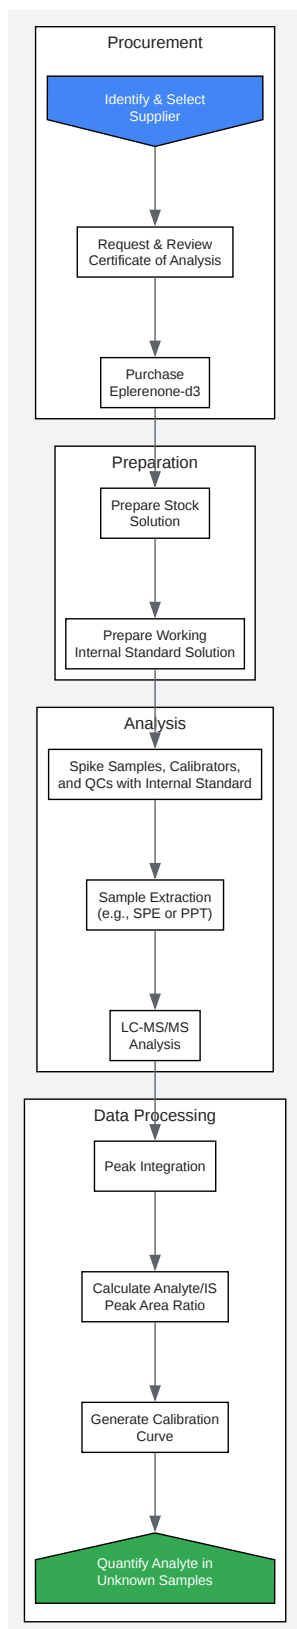 Procurement
Identify & Select
Supplier
Request & Review
Certificate of Analysis
Purchase
Eplerenone-d3
Preparation
Prepare Stock
Solution
Prepare Working
Internal Standard Solution
Analysis
Spike Samples, Calibrators,
and QCs with Internal Standard
Sample Extraction
(e.g., SPE or PPT)
LC-MS/MS
Analysis
Data Processing
Peak Integration
Calculate Analyte/IS
Peak Area Ratio
Generate Calibration
Curve
Quantify Analyte in
Unknown Samples